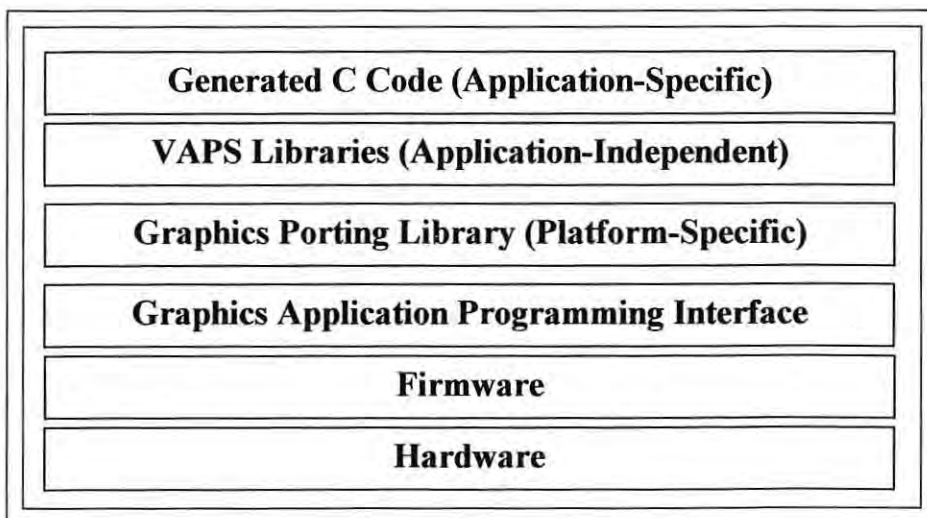 Generated C Code (Application-Specific)
VAPS Libraries (Application-Independent)
Graphics Porting Library (Platform-Specific)
Graphics Application Programming Interface
Firmware
Hardware